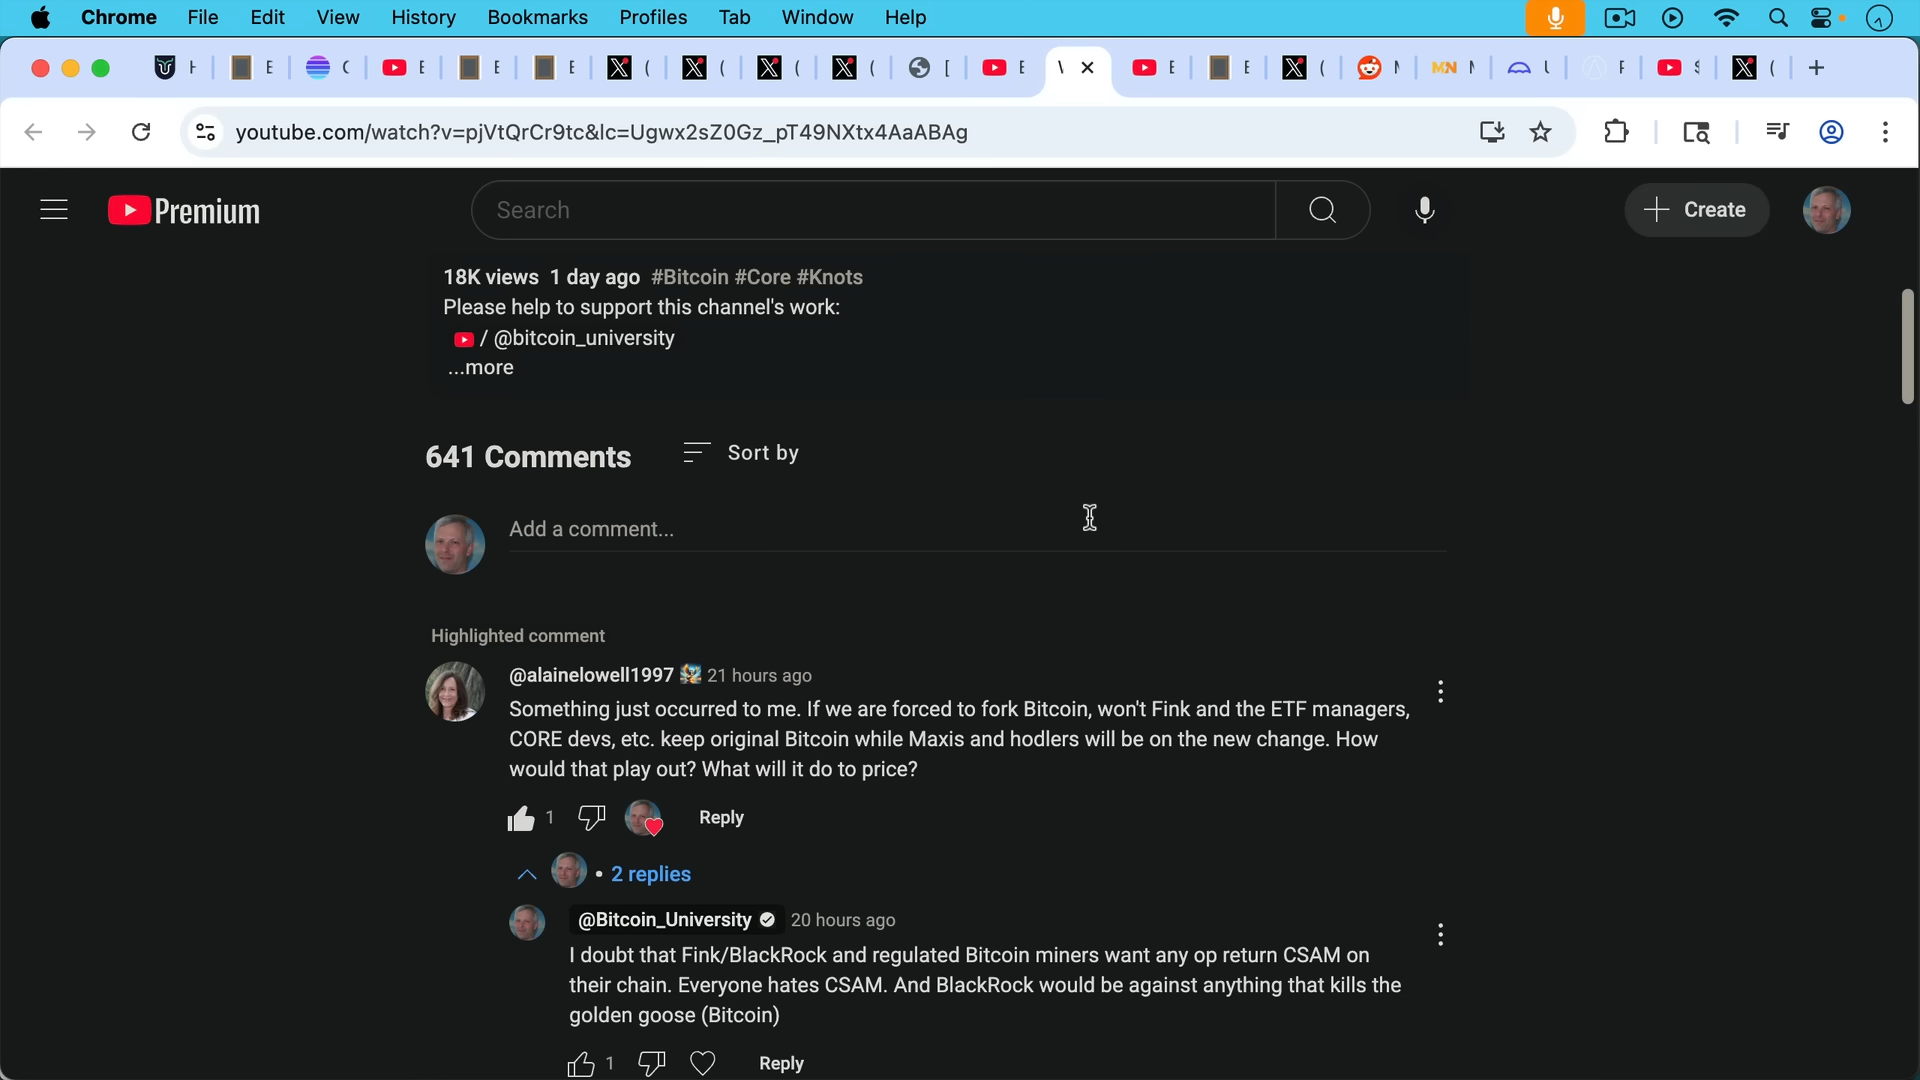 Chrome File Edit View History Bookmarks Profiles Tab Window Help
youtube.com/watch?v=pjVtQrCr9tc&lc=Ugwx2sZ0Gz_pT49NXtx4AaABAg
Premium
Search
Create
18K views 1 day ago #Bitcoin #Core #Knots
Please help to support this channel's work:
/ @bitcoin_university
...more
641 Comments
Sort by
Add a comment...
Highlighted comment
@alainelowell1997 21 hours ago
Something just occurred to me. If we are forced to fork Bitcoin, won't Fink and the ETF managers,
CORE devs, etc. keep original Bitcoin while Maxis and hodlers will be on the new change. How
would that play out? What will it do to price?
1 Reply
• 2 replies
@Bitcoin_University 20 hours ago
I doubt that Fink/BlackRock and regulated Bitcoin miners want any op return CSAM on
their chain. Everyone hates CSAM. And BlackRock would be against anything that kills the
golden goose (Bitcoin)
1 Reply